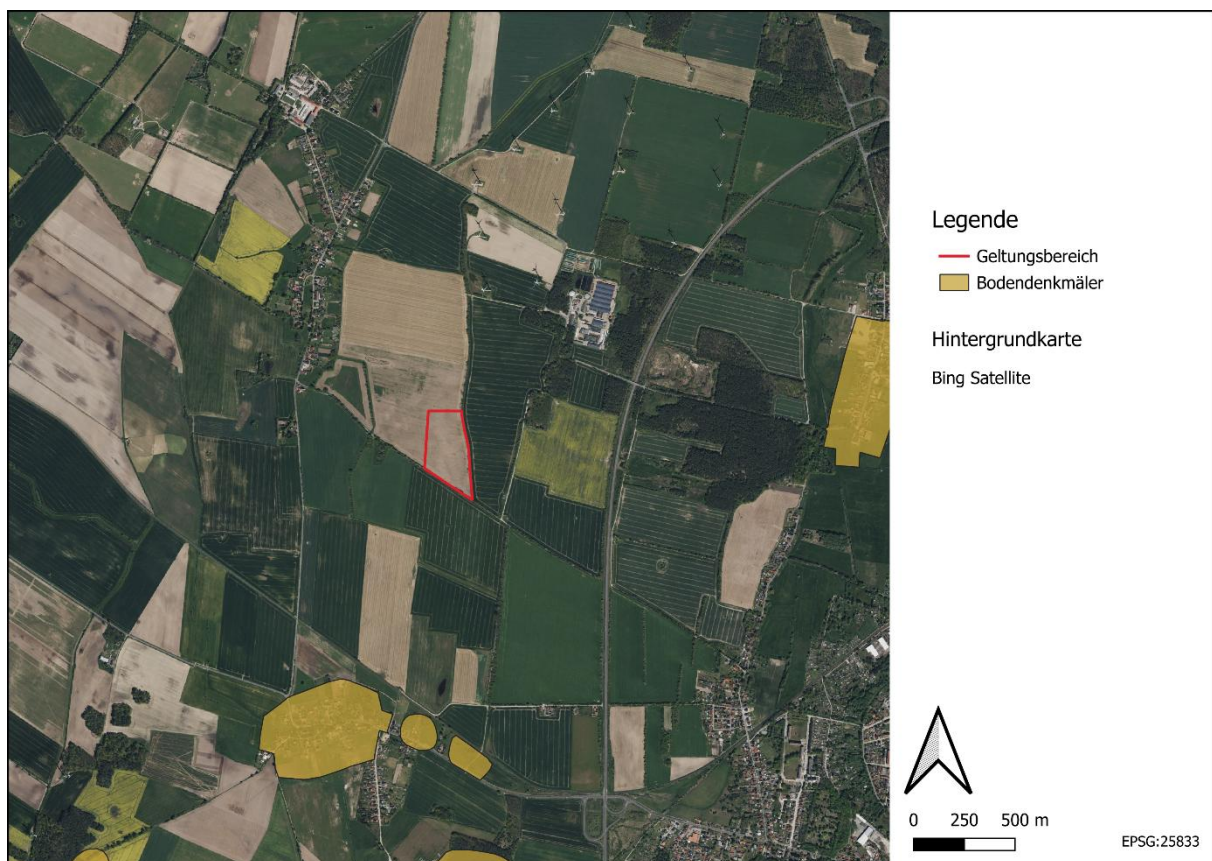 Legende
Geltungsbereich
Bodendenkmäler
Hintergrundkarte
Bing Satellite
0 250 500 m
EPSG:25833